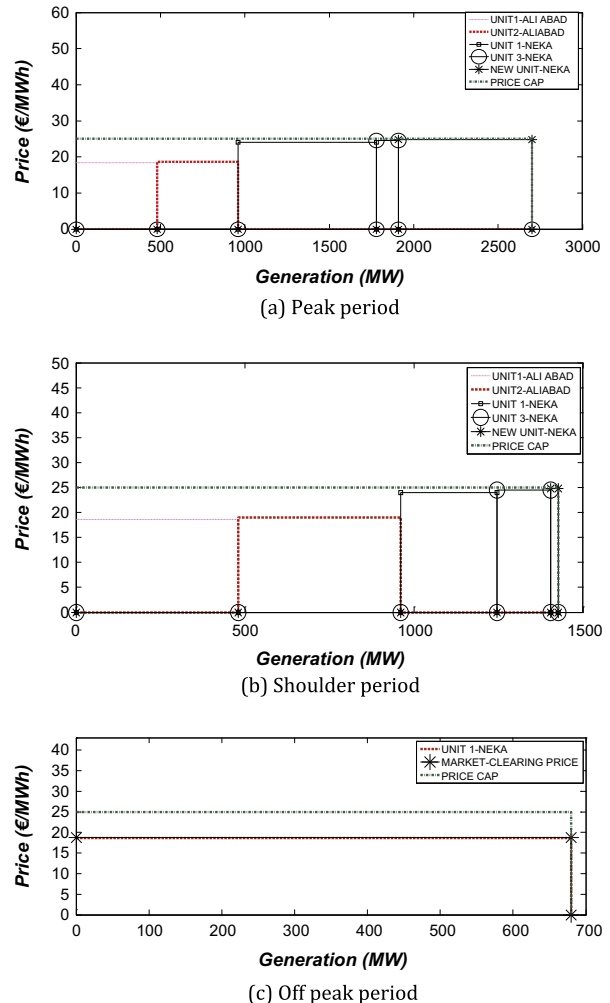 60
50
40
30
20
10
0
Price (€/MWh)
UNIT1-ALI ABAD
UNIT2-ALIABAD
UNIT 1-NEKA
UNIT 3-NEKA
NEW UNIT-NEKA
PRICE CAP
0 500 1000 1500 2000 2500 3000
Generation (MW)
(a) Peak period
50
45
40
35
30
25
20
15
10
5
0
Price (€/MWh)
UNIT1-ALI ABAD
UNIT2-ALIABAD
UNIT 1-NEKA
UNIT 3-NEKA
NEW UNIT-NEKA
PRICE CAP
0 500 1000 1500
Generation (MW)
(b) Shoulder period
40
35
30
25
20
15
10
5
0
Price (€/MWh)
UNIT 1-NEKA
MARKET-CLEARING PRICE
PRICE CAP
0 100 200 300 400 500 600 700
Generation (MW)
(c) Off peak period